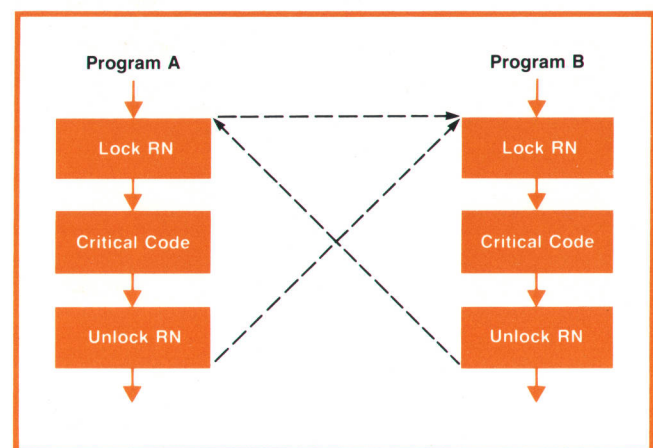 Program A
Program B
Lock RN
Lock RN
Critical Code
Critical Code
Unlock RN
Unlock RN